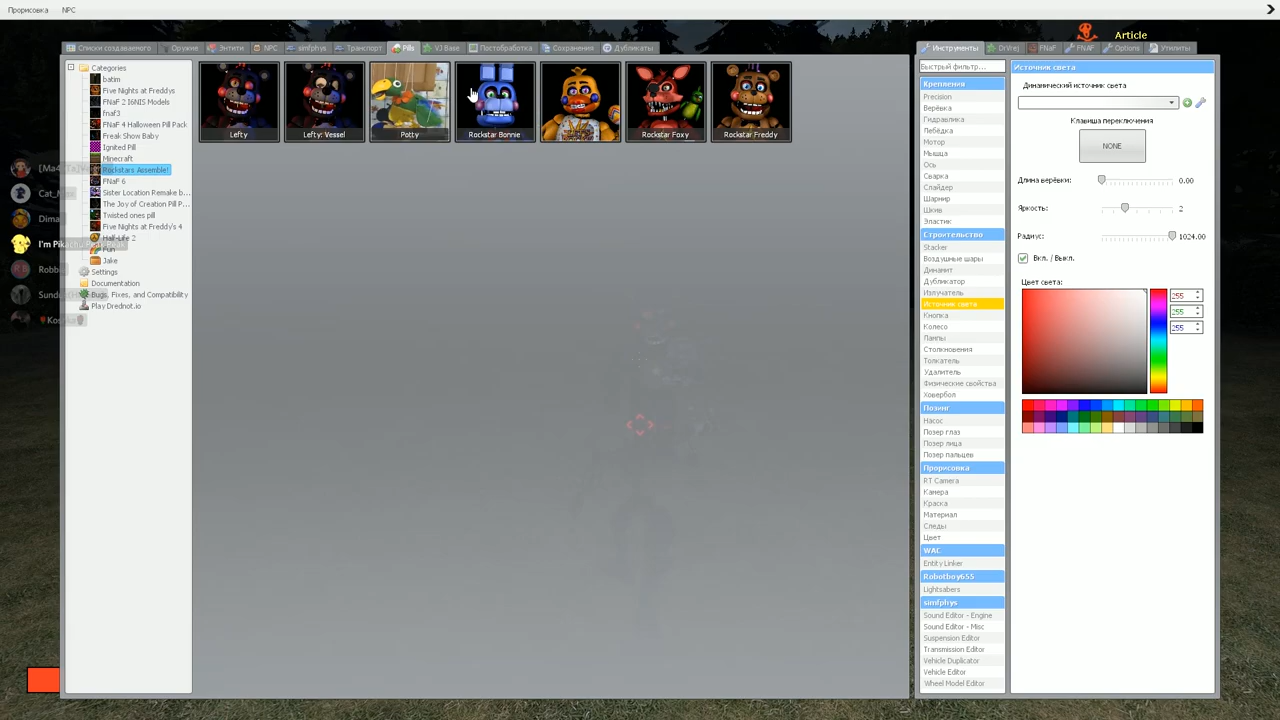 Прорисовка NPC
Article
Списки создаваемого Оружие Энтити NPC simfphys Транспорт Pills VJ Base Постобработка Сохранения Дубликаты
Инструменты DrVrej FNaF FNAF Options Утилиты
Categories
batim
Five Nights at Freddys
FNaF 2 I6NIS Models
fnaf3
FNaF 4 Halloween Pill Pack
Freak Show Baby
Ignited Pill
Minecraft
Rockstars Assemble!
FNaF 6
Sister Location Remake b...
The Joy of Creation Pill P...
Twisted ones pill
Five Nights at Freddy's 4
Half-Life 2
Fun
Jake
Settings
Documentation
Bugs, Fixes, and Compatibility
Play Drednot.io
Dima
I'm Pikachu
Robbi
Lefty
Lefty: Vessel
Potty
Rockstar Bonnie
Rockstar Foxy
Rockstar Freddy
Быстрый фильтр...
Крепления
Precision
Верёвка
Гидравлика
Лебёдка
Мотор
Мышца
Ось
Сварка
Слайдер
Шарнир
Шкив
Эластик
Строительство
Stacker
Воздушные шары
Динамит
Дубликатор
Излучатель
Источник света
Кнопка
Колесо
Лампы
Столкновения
Толкатель
Удалитель
Физические свойства
Ховербол
Позинг
Насос
Позер глаз
Позер лица
Позер пальцев
Прорисовка
RT Camera
Камера
Краска
Материал
Следы
Цвет
WAC
Entity Linker
Robotboy655
Lightsabers
simfphys
Sound Editor - Engine
Sound Editor - Misc
Suspension Editor
Transmission Editor
Vehicle Duplicator
Vehicle Editor
Wheel Model Editor
Источник света
Динамический источник света
Клавиша переключения
NONE
Длина верёвки: 0.00
Яркость: 2
Радиус: 1024.00
Вкл. / Выкл.
Цвет света:
255
255
255